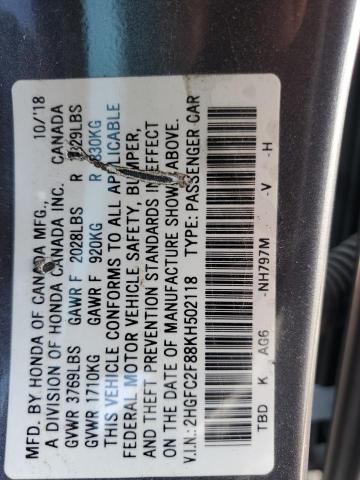 MFD. BY HONDA OF CANADA MFG., 10/'18
A DIVISION OF HONDA CANADA INC. CANADA
GVWR 3769LBS GAWR F 2028LBS R
GVWR 1710KG GAWR F 920KG R 830KG
THIS VEHICLE CONFORMS TO ALL APPLICABLE
FEDERAL MOTOR VEHICLE SAFETY, BUMPER,
AND THEFT PREVENTION STANDARDS IN EFFECT
ON THE DATE OF MANUFACTURE SHOWN ABOVE.
V.I.N.: 2HGFC2F88KH502118 TYPE: PASSENGER CAR
TBD K AG6 -NH797M -V -H